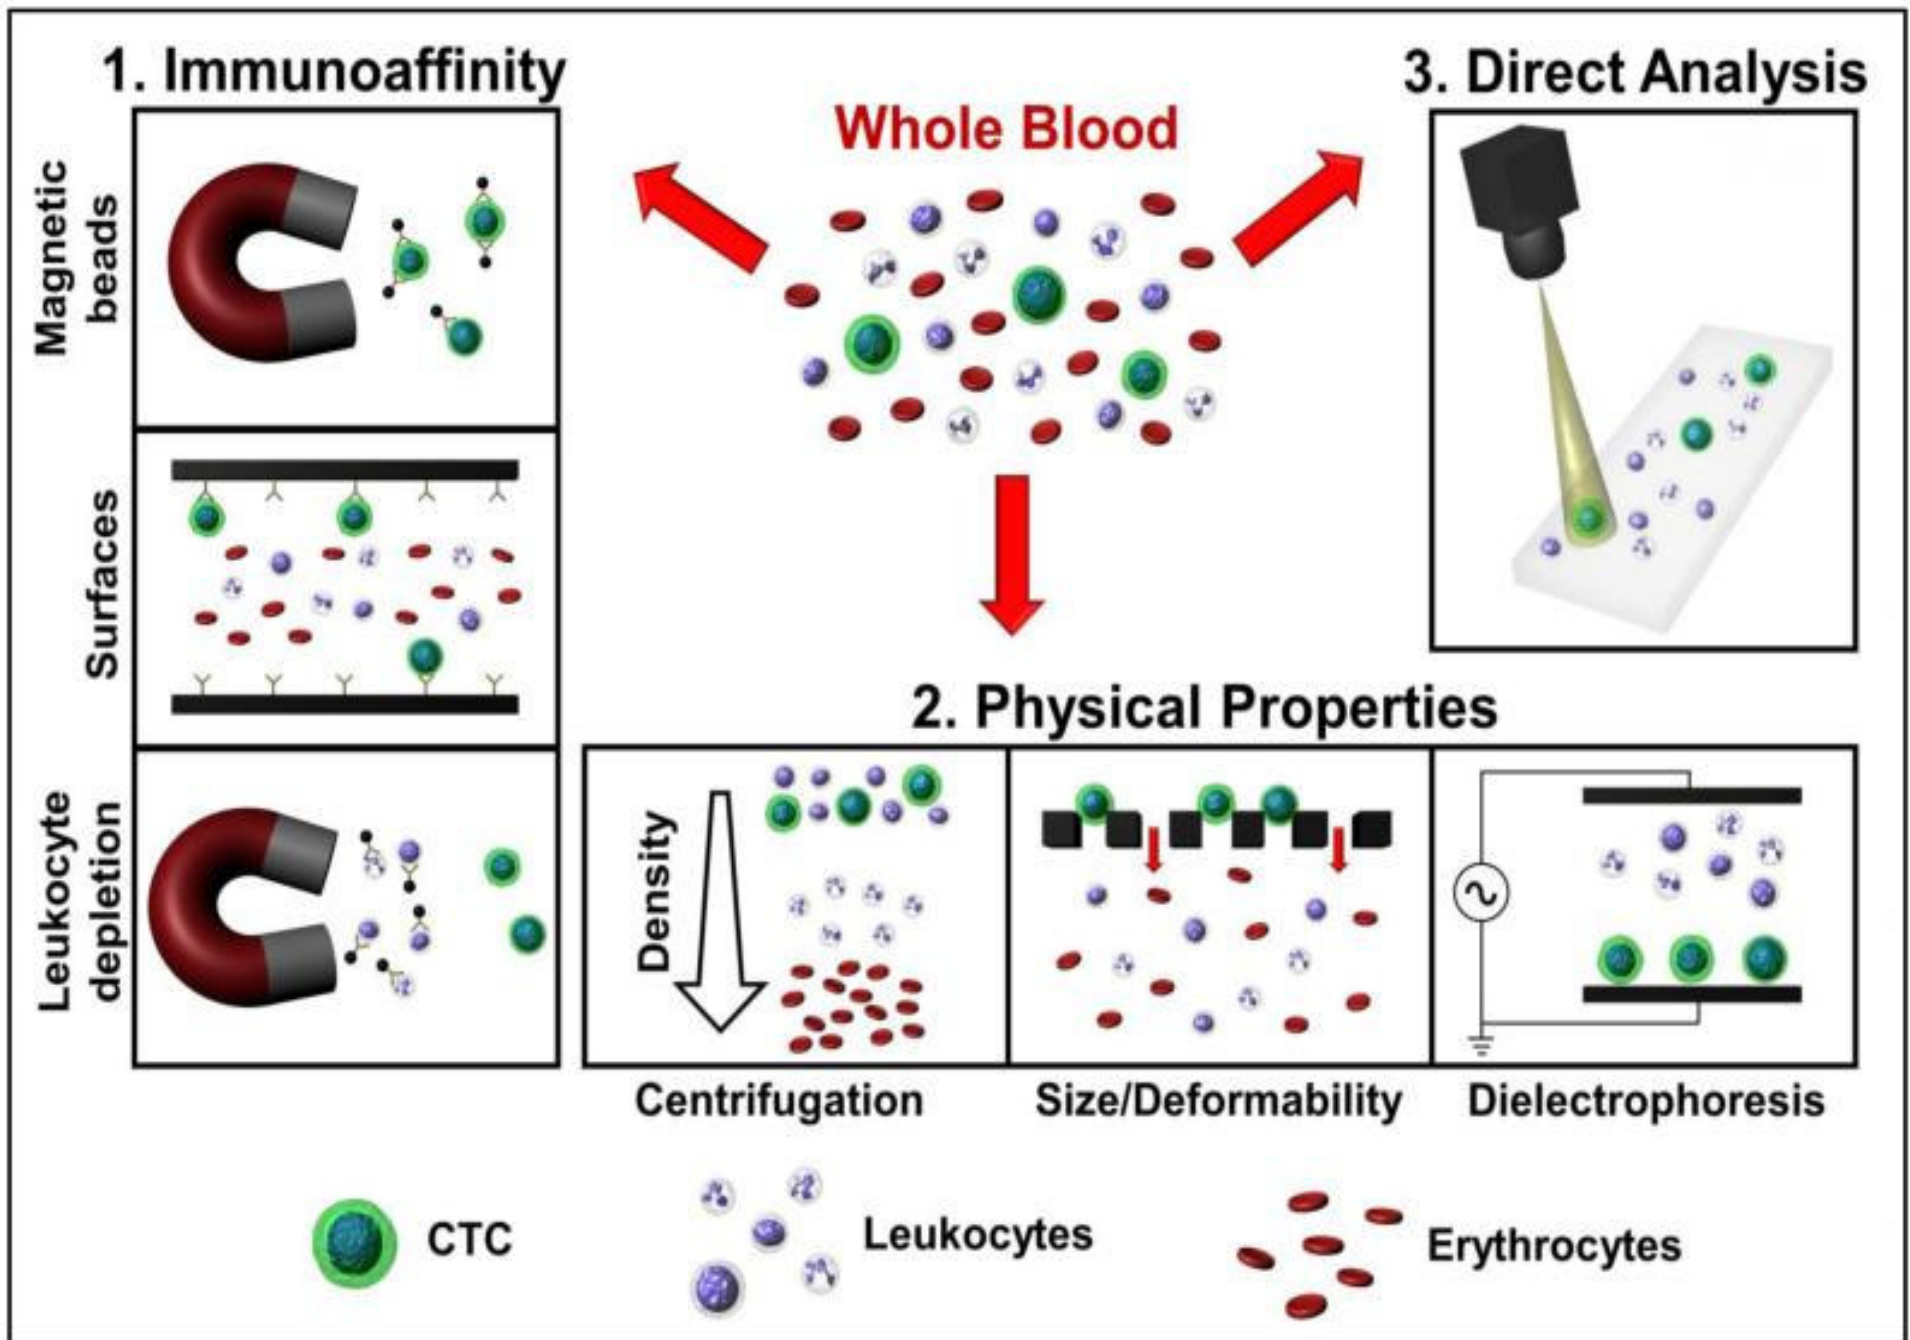 1. Immunoaffinity
3. Direct Analysis
Whole Blood
Magnetic
beads
Surfaces
Leukocyte
depletion
2. Physical Properties
Density
Centrifugation
Size/Deformability
Dielectrophoresis
CTC
Leukocytes
Erythrocytes